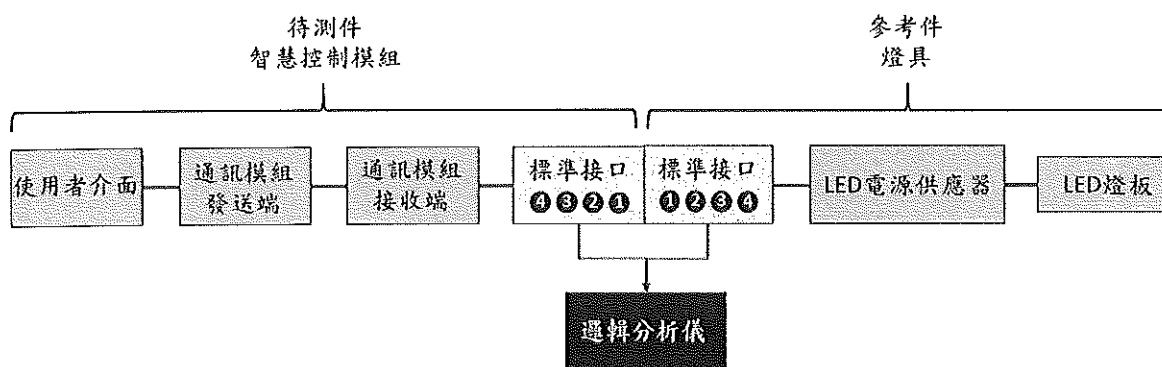 待測件
智慧控制模組
參考件
燈具
使用者介面
通訊模組
發送端
通訊模組
接收端
標準接口
❹❸❷❶
標準接口
❶❷❸❹
LED電源供應器
LED燈板
邏輯分析儀